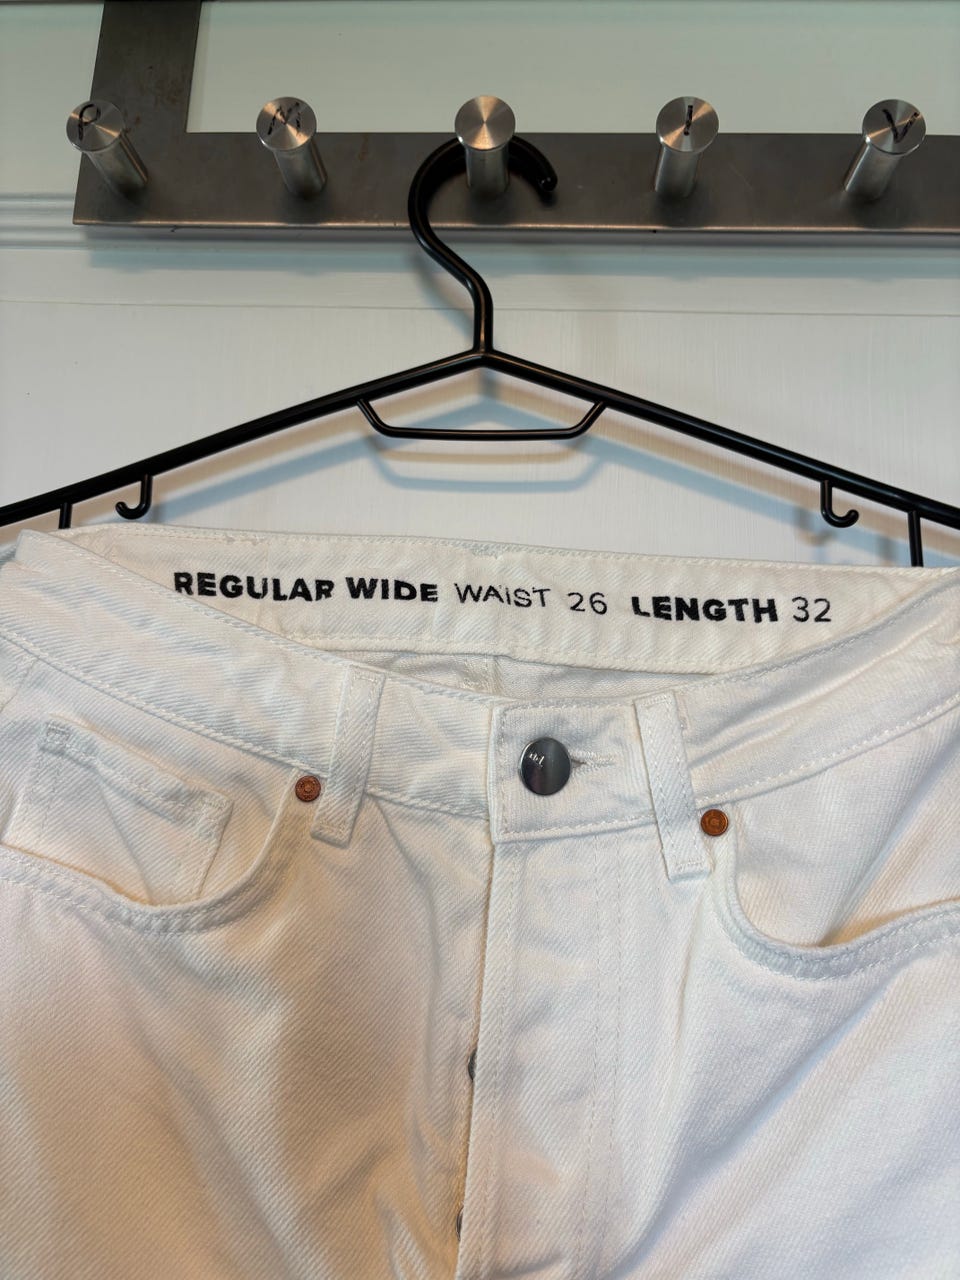 P M I V
REGULAR WIDE WAIST 26 LENGTH 32